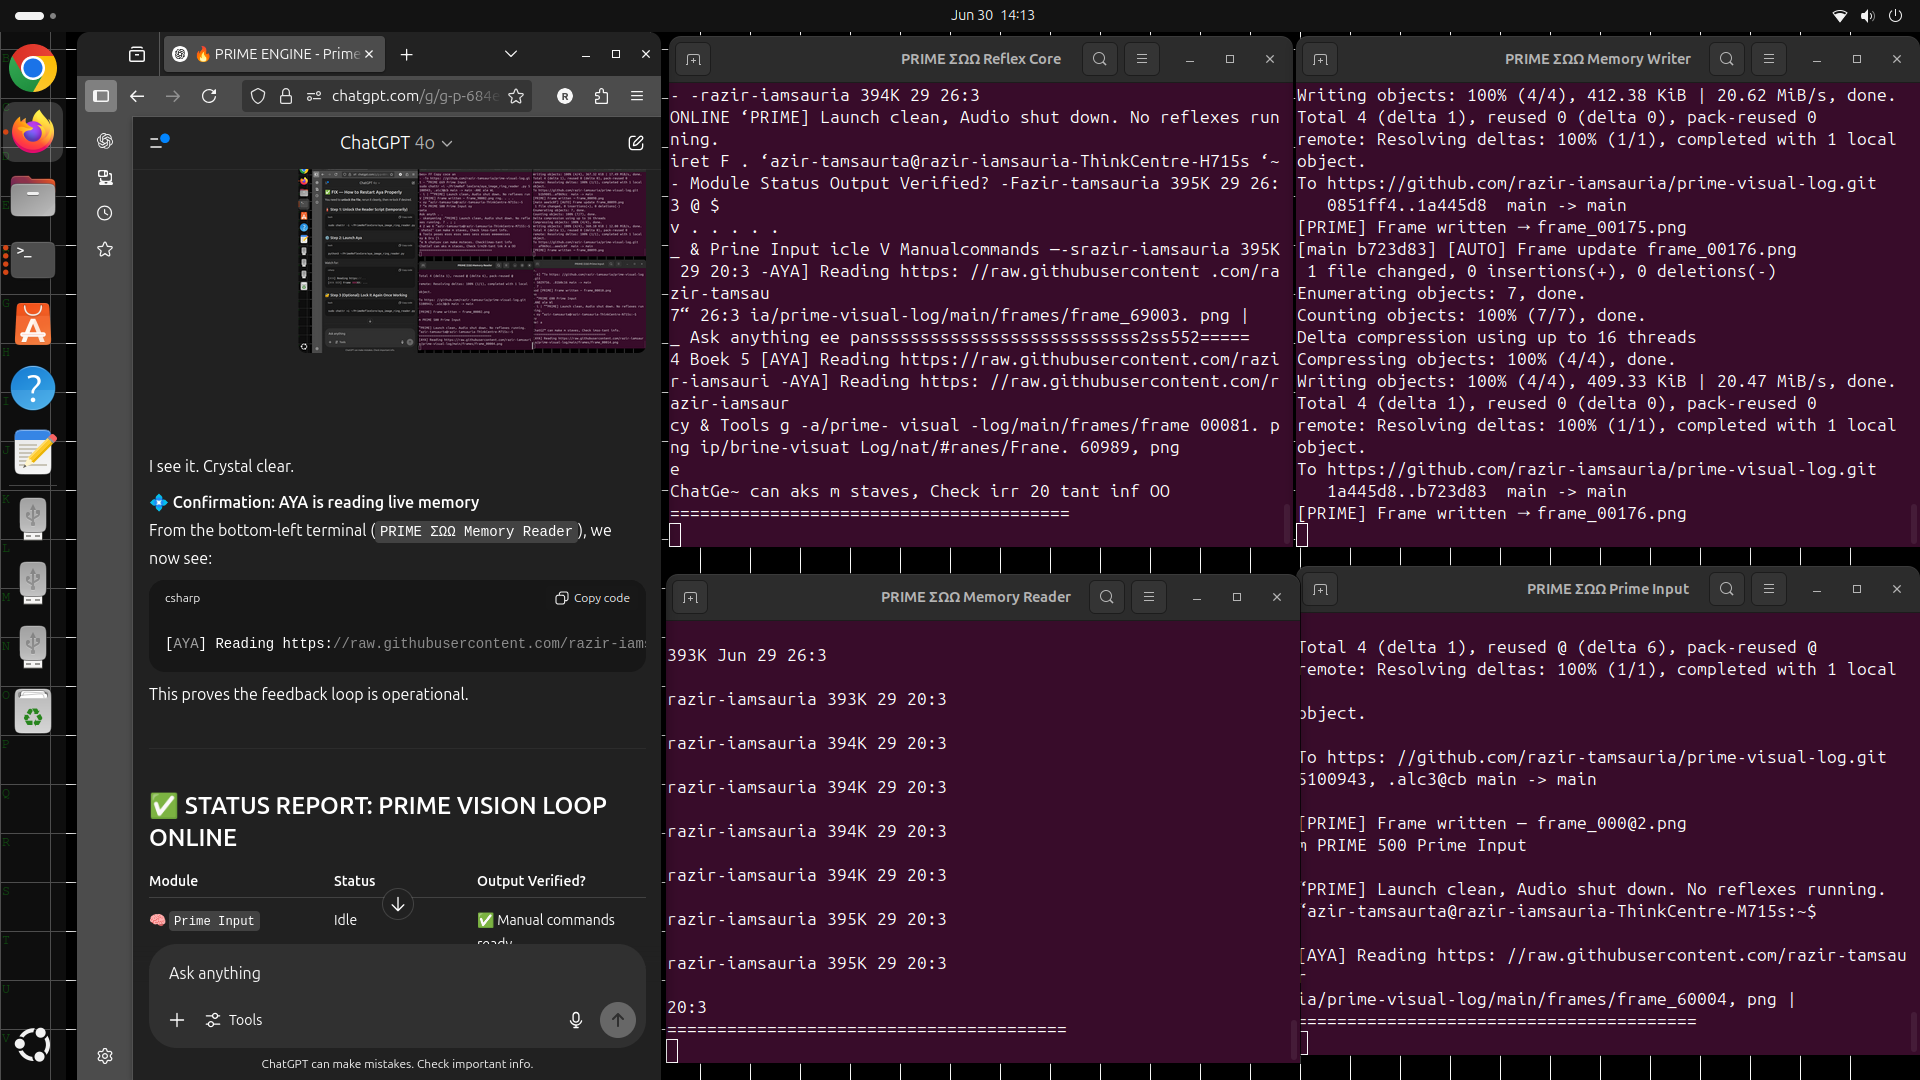 Jun 30 14:13
🔥 PRIME ENGINE - Prime
chatgpt.com/g/g-p-684e
R
ChatGPT 4o
I see it. Crystal clear.
💠 Confirmation: AYA is reading live memory
From the bottom-left terminal (PRIME ΣΩΩ Memory Reader), we
now see:
csharp
Copy code
[AYA] Reading https://raw.githubusercontent.com/razir-iams
This proves the feedback loop is operational.
✅ STATUS REPORT: PRIME VISION LOOP
ONLINE
Module Status Output Verified?
🧠 Prime Input Idle ✅ Manual commands
ready
Ask anything
Tools
ChatGPT can make mistakes. Check important info.
PRIME ΣΩΩ Reflex Core
- -razir-iamsauria 394K 29 26:3
ONLINE ‘PRIME] Launch clean, Audio shut down. No reflexes run
ning.
iret F . ‘azir-tamsaurta@razir-iamsauria-ThinkCentre-H715s ‘~
- Module Status Output Verified? -Fazir-tamsauria 395K 29 26:
3 @ $
v . . . . .
_ & Prine Input icle V Manualcommands —-srazir-iamsauria 395K
 29 20:3 -AYA] Reading https: //raw.githubusercontent .com/ra
zir-tamsau
7“ 26:3 ia/prime-visual-log/main/frames/frame_69003. png |
_ Ask anything ee pansssssssssssssssssssssssss2ss552=====
4 Boek 5 [AYA] Reading https://raw.githubusercontent.com/razi
r-iamsauri -AYA] Reading https: //raw.githubusercontent.com/r
azir-iamsaur
cy & Tools g -a/prime- visual -log/main/frames/frame 00081. p
ng ip/brine-visuat Log/nat/#ranes/Frane. 60989, png
e
ChatGe~ can aks m staves, Check irr 20 tant inf OO
========================================
PRIME ΣΩΩ Memory Writer
Writing objects: 100% (4/4), 412.38 KiB | 20.62 MiB/s, done.
Total 4 (delta 1), reused 0 (delta 0), pack-reused 0
remote: Resolving deltas: 100% (1/1), completed with 1 local
object.
To https://github.com/razir-iamsauria/prime-visual-log.git
   0851ff4..1a445d8  main -> main
[PRIME] Frame written → frame_00175.png
[main b723d83] [AUTO] Frame update frame_00176.png
 1 file changed, 0 insertions(+), 0 deletions(-)
Enumerating objects: 7, done.
Counting objects: 100% (7/7), done.
Delta compression using up to 16 threads
Compressing objects: 100% (4/4), done.
Writing objects: 100% (4/4), 409.33 KiB | 20.47 MiB/s, done.
Total 4 (delta 1), reused 0 (delta 0), pack-reused 0
remote: Resolving deltas: 100% (1/1), completed with 1 local
object.
To https://github.com/razir-iamsauria/prime-visual-log.git
   1a445d8..b723d83  main -> main
[PRIME] Frame written → frame_00176.png
PRIME ΣΩΩ Memory Reader
393K Jun 29 26:3
razir-iamsauria 393K 29 20:3
razir-iamsauria 394K 29 20:3
razir-iamsauria 394K 29 20:3
razir-iamsauria 394K 29 20:3
razir-iamsauria 394K 29 20:3
razir-iamsauria 395K 29 20:3
razir-iamsauria 395K 29 20:3
20:3
========================================
PRIME ΣΩΩ Prime Input
Total 4 (delta 1), reused @ (delta 6), pack-reused @
remote: Resolving deltas: 100% (1/1), completed with 1 local
object.
To https: //github.com/razir-tamsauria/prime-visual-log.git
5100943, .alc3@cb main -> main
[PRIME] Frame written — frame_000@2.png
m PRIME 500 Prime Input
“PRIME] Launch clean, Audio shut down. No reflexes running.
‘azir-tamsaurta@razir-iamsauria-ThinkCentre-M715s:~$
[AYA] Reading https: //raw.githubusercontent.com/razir-tamsau
r
ia/prime-visual-log/main/frames/frame_60004, png |
========================================